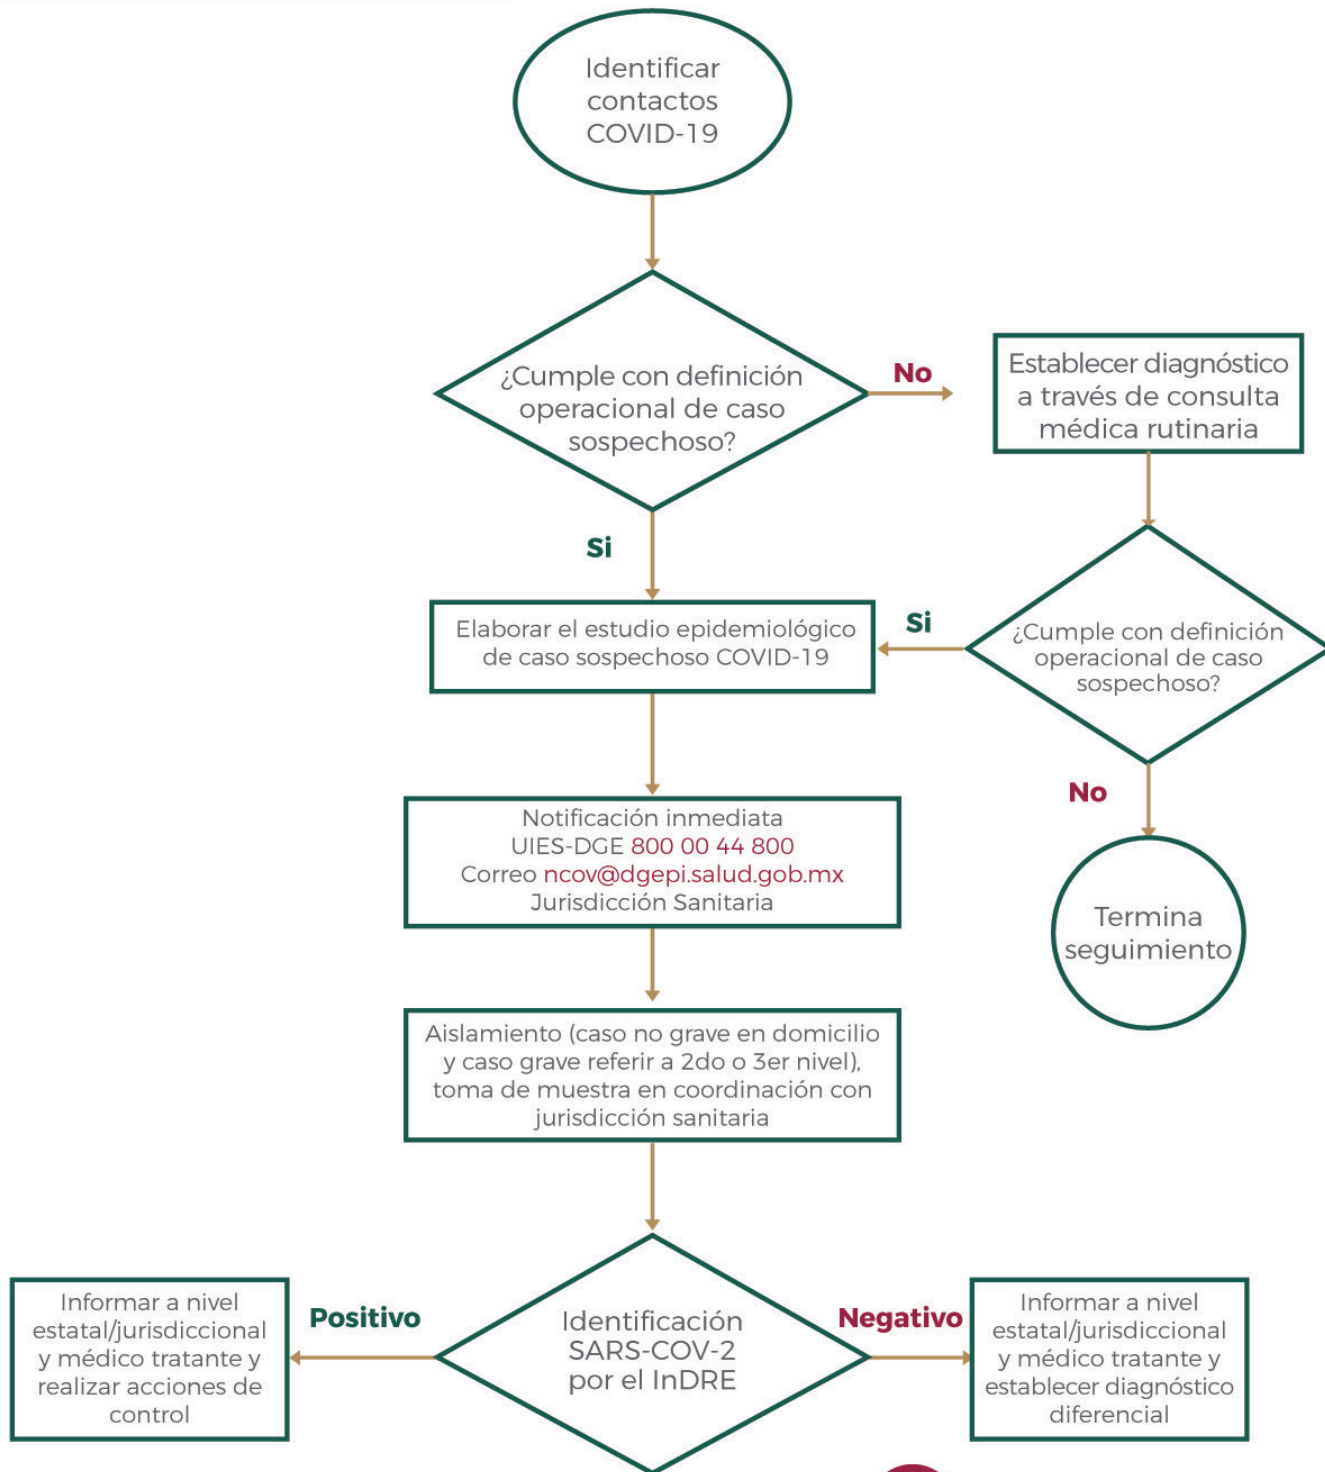 Identificar
contactos
COVID-19
¿Cumple con definición
operacional de caso
sospechoso?
No
Establecer diagnóstico
a través de consulta
médica rutinaria
Si
Elaborar el estudio epidemiológico
de caso sospechoso COVID-19
Si
¿Cumple con definición
operacional de caso
sospechoso?
No
Termina
seguimiento
Notificación inmediata
UIES-DGE 800 00 44 800
Correo ncov@dgepi.salud.gob.mx
Jurisdicción Sanitaria
Aislamiento (caso no grave en domicilio
y caso grave referir a 2do o 3er nivel),
toma de muestra en coordinación con
jurisdicción sanitaria
Identificación
SARS-COV-2
por el InDRE
Positivo
Informar a nivel
estatal/jurisdiccional
y médico tratante y
realizar acciones de
control
Negativo
Informar a nivel
estatal/jurisdiccional
y médico tratante y
establecer diagnóstico
diferencial